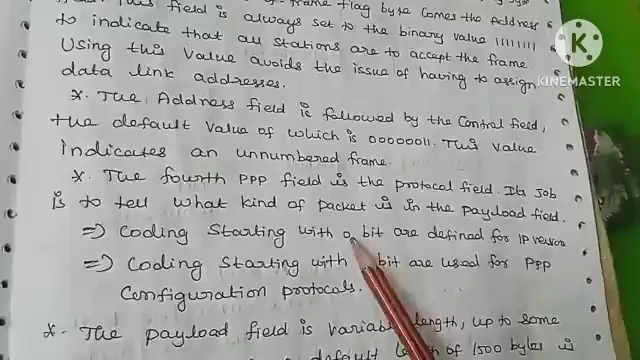 this field is always set to the binary value 11111111
to indicate that all stations are to accept the frame
Using this value avoids the issue of having to assign
data link addresses.
*. The Address field is followed by the Control field,
the default value of which is 00000011. This value
indicates an unnumbered frame.
*. The fourth PPP field is the protocol field. Its job
is to tell what kind of packet is in the payload field.
=> Coding Starting with 0 bit are defined for IP version
=> Coding Starting with bit are used for PPP
Configuration protocols.
*. The payload field is variable length, up to some
default length of 1500 bytes is
KINEMASTER